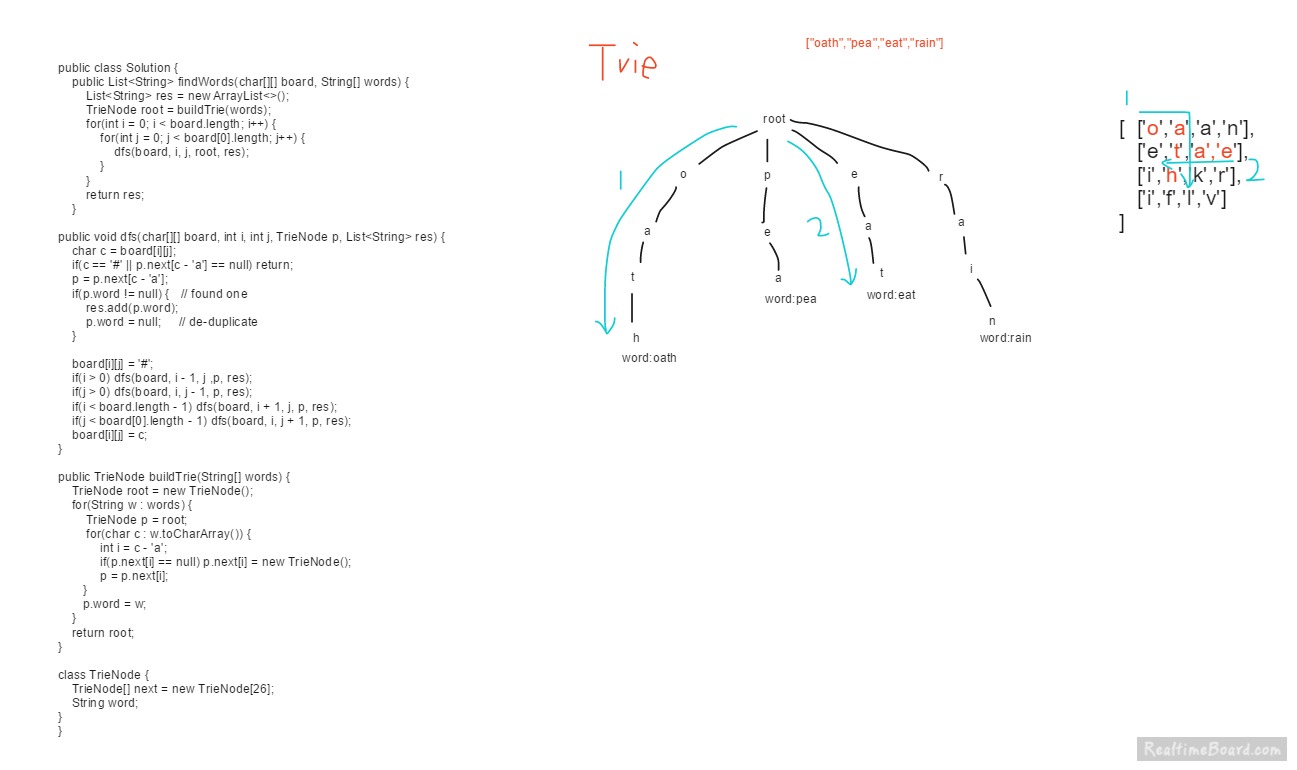 Trie
["oath","pea","eat","rain"]
public class Solution {
public List<String> findWords(char[][] board, String[] words) {
List<String> res = new ArrayList<>();
TrieNode root = buildTrie(words);
for(int i = 0; i < board.length; i++) {
for(int j = 0; j < board[0].length; j++) {
dfs(board, i, j, root, res);
}
}
return res;
}
public void dfs(char[][] board, int i, int j, TrieNode p, List<String> res) {
char c = board[i][j];
if(c == '#' || p.next[c - 'a'] == null) return;
p = p.next[c - 'a'];
if(p.word != null) { // found one
res.add(p.word);
p.word = null; // de-duplicate
}
board[i][j] = '#';
if(i > 0) dfs(board, i - 1, j ,p, res);
if(j > 0) dfs(board, i, j - 1, p, res);
if(i < board.length - 1) dfs(board, i + 1, j, p, res);
if(j < board[0].length - 1) dfs(board, i, j + 1, p, res);
board[i][j] = c;
}
public TrieNode buildTrie(String[] words) {
TrieNode root = new TrieNode();
for(String w : words) {
TrieNode p = root;
for(char c : w.toCharArray()) {
int i = c - 'a';
if(p.next[i] == null) p.next[i] = new TrieNode();
p = p.next[i];
}
p.word = w;
}
return root;
}
class TrieNode {
TrieNode[] next = new TrieNode[26];
String word;
}
}
root
1
o p e r
a e a a
2
t a t i
word:pea word:eat
h n
word:oath word:rain
1
[ ['o','a','a','n'],
['e','t','a','e'],
['i','h','k','r'], 2
['i','f','l','v']
]
RealtimeBoard.com